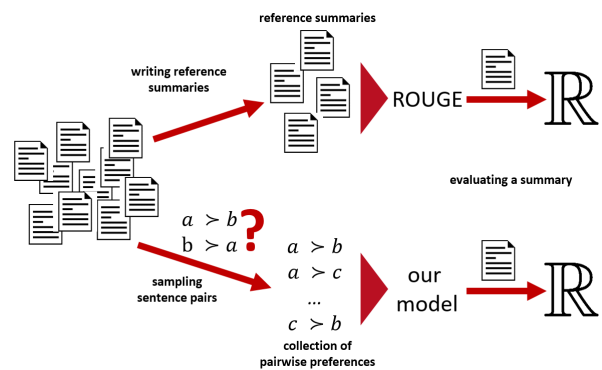 reference summaries
writing reference
summaries
ROUGE
ℝ
evaluating a summary
a ≻ b
b ≻ a
?
sampling
sentence pairs
a ≻ b
a ≻ c
...
c ≻ b
collection of
pairwise preferences
our
model
ℝ